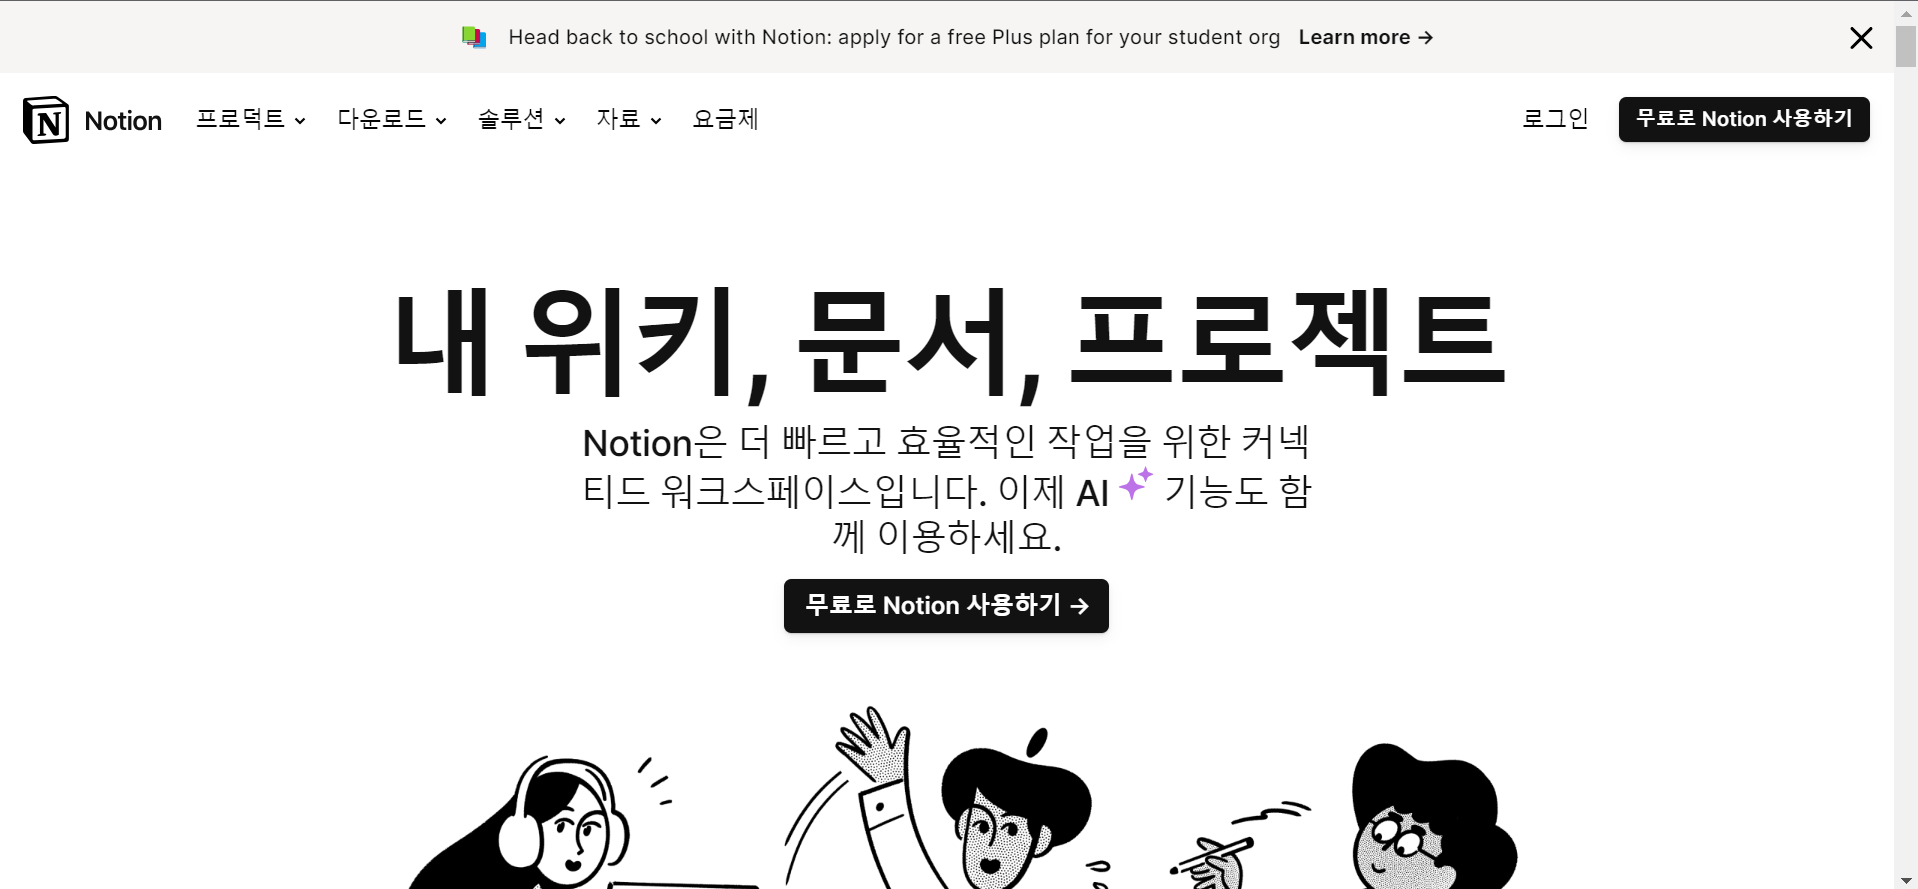 Head back to school with Notion: apply for a free Plus plan for your student org Learn more →
Notion 프로덕트 다운로드 솔루션 자료 요금제 로그인 무료로 Notion 사용하기
내 위키, 문서, 프로젝트
Notion은 더 빠르고 효율적인 작업을 위한 커넥
티드 워크스페이스입니다. 이제 AI 기능도 함
께 이용하세요.
무료로 Notion 사용하기 →